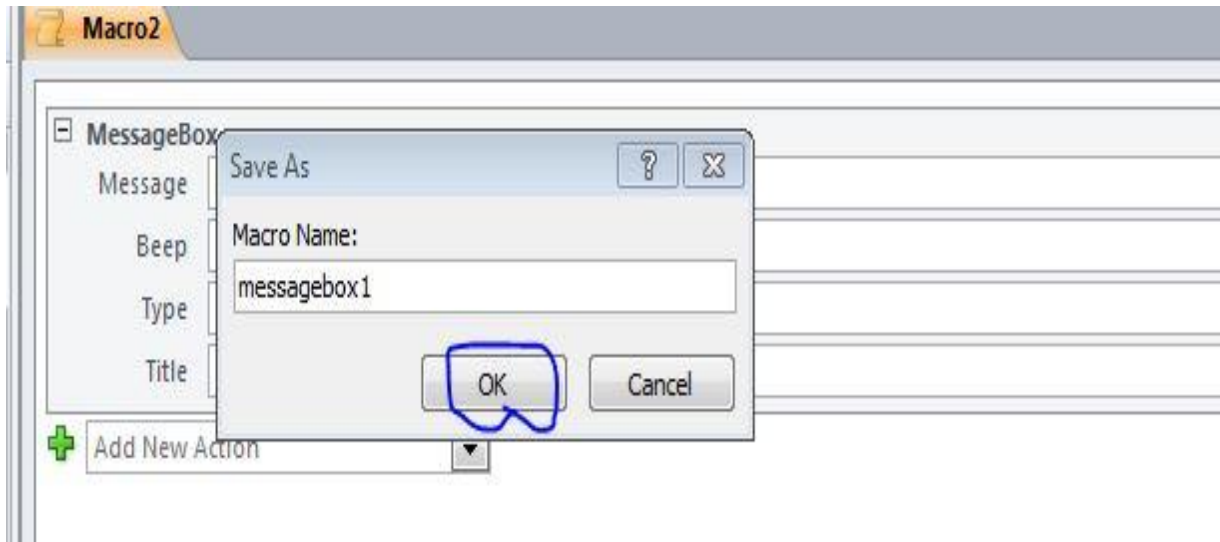 Macro2
MessageBox
Save As
Message
Macro Name:
Beep
messagebox1
Type
Title
OK Cancel
Add New Action